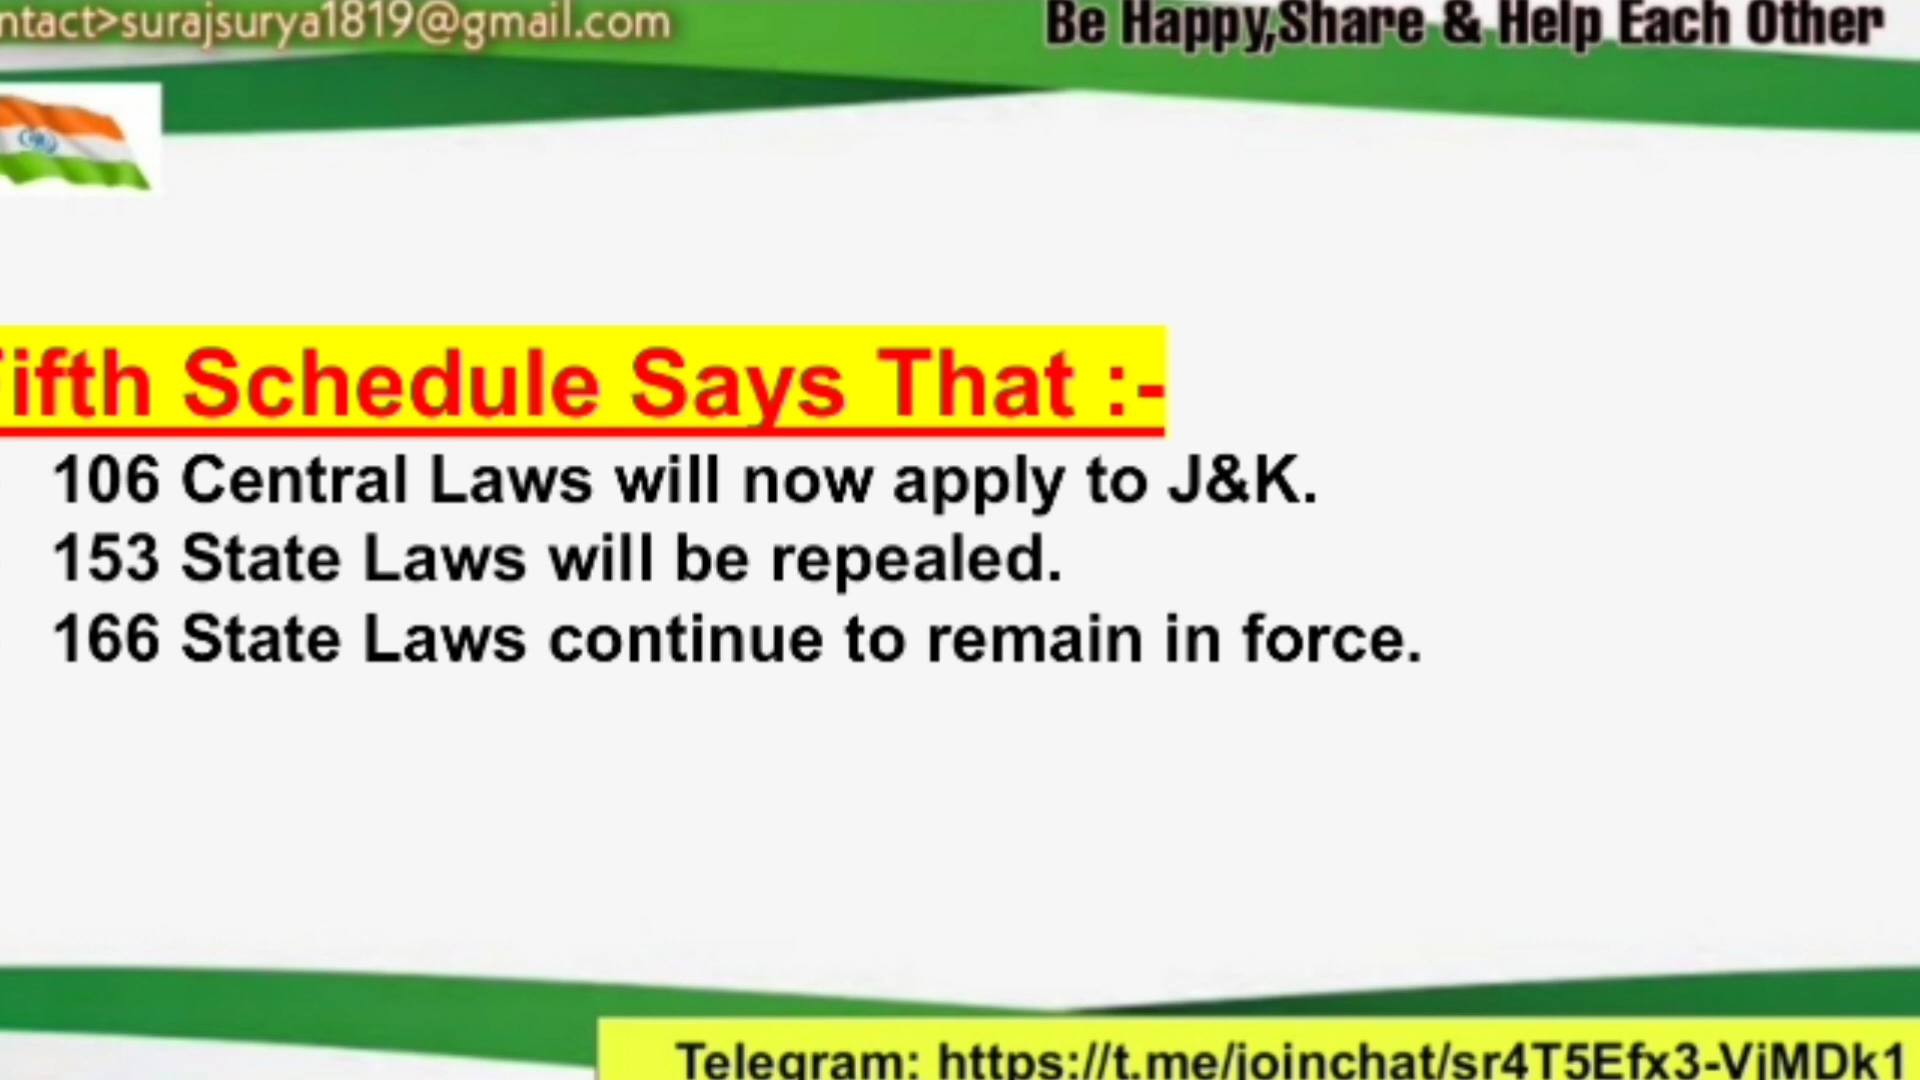 ntact>surajsurya1819@gmail.com
Be Happy,Share & Help Each Other
Fifth Schedule Says That :-
106 Central Laws will now apply to J&K.
153 State Laws will be repealed.
166 State Laws continue to remain in force.
Telegram: https://t.me/joinchat/sr4T5Efx3-VjMDk1